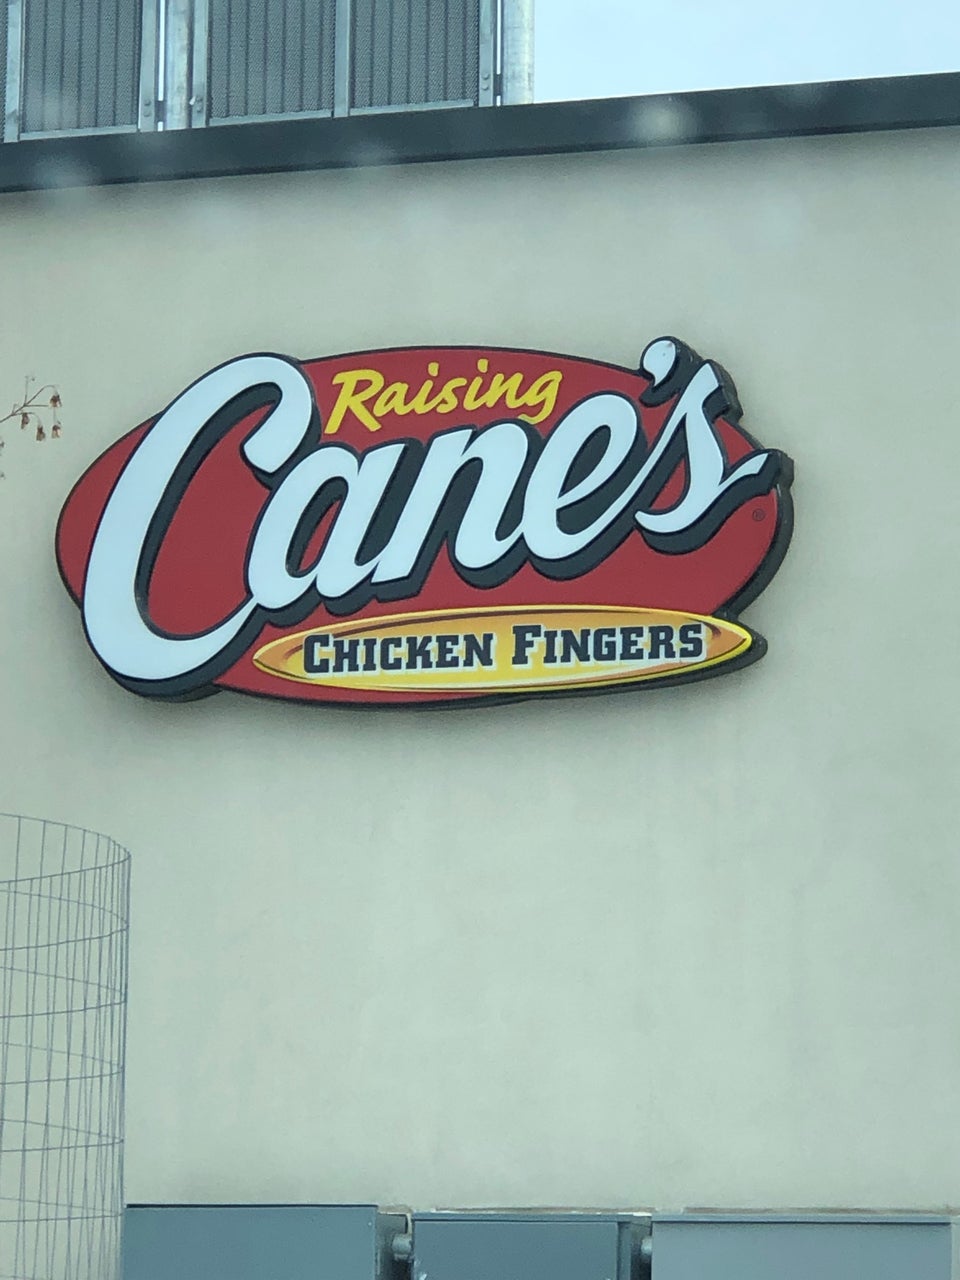 Raising
Cane's
®
CHICKEN FINGERS